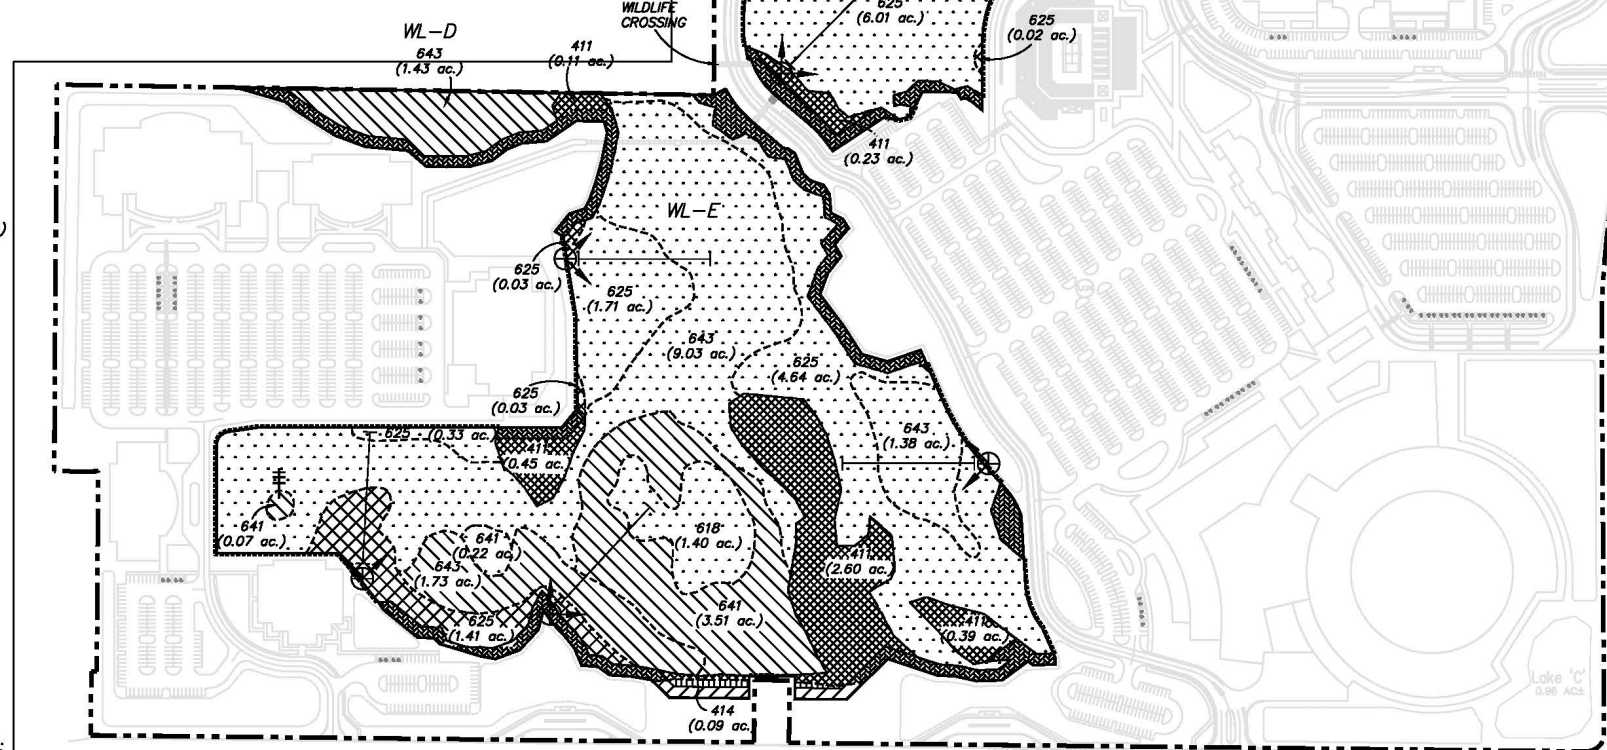 WILDLIFE
CROSSING
625
(6.01 ac.)
625
(0.02 ac.)
WL-D
643
(1.43 ac.)
411
(0.11 ac.)
411
(0.23 ac.)
WL-E
625
(0.03 ac.)
625
(1.71 ac.)
643
(9.03 ac.)
625
(4.64 ac.)
625
(0.03 ac.)
625 (0.33 ac.)
411
(0.45 ac.)
643
(1.38 ac.)
641
(0.07 ac.)
641
(0.22 ac.)
643
(1.73 ac.)
618
(1.40 ac.)
411
(2.60 ac.)
625
(1.41 ac.)
641
(3.51 ac.)
411
(0.39 ac.)
414
(0.09 ac.)
Lake 'C'
0.96 AC±